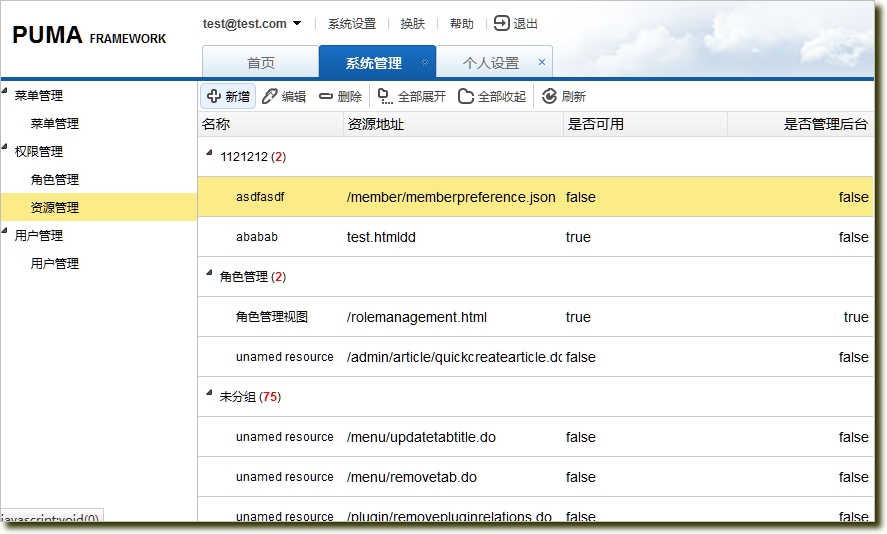 PUMA FRAMEWORK
test@test.com 系统设置 换肤 帮助 退出
首页 系统管理 × 个人设置 ×
菜单管理
菜单管理
权限管理
角色管理
资源管理
用户管理
用户管理
新增 编辑 删除 全部展开 全部收起 刷新
名称 资源地址 是否可用 是否管理后台
1121212 (2)
asdfasdf /member/memberpreference.json false false
ababab test.htmldd true false
角色管理 (2)
角色管理视图 /rolemanagement.html true true
unamed resource /admin/article/quickcreatearticle.do false false
未分组 (75)
unamed resource /menu/updatetabtitle.do false false
unamed resource /menu/removetab.do false false
unamed resource /plugin/removepluginrelations.do false false
javascript:void(0)